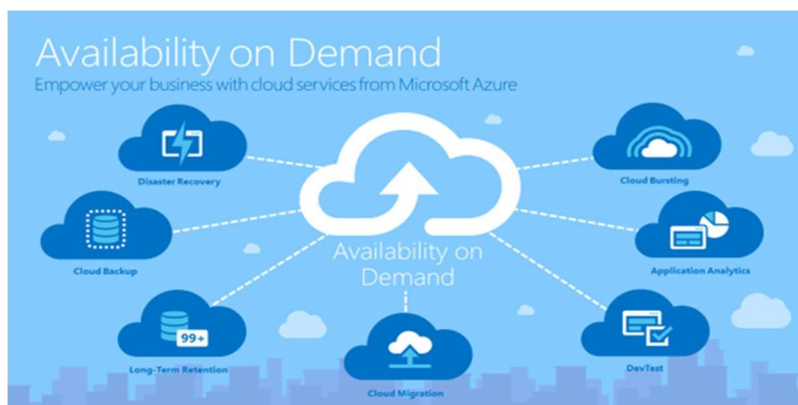 Availability on Demand
Empower your business with cloud services from Microsoft Azure
Disaster Recovery
Cloud Bursting
Cloud Backup
Availability on
Demand
Application Analytics
99+
Long-Term Retention
Cloud Migration
DevTest